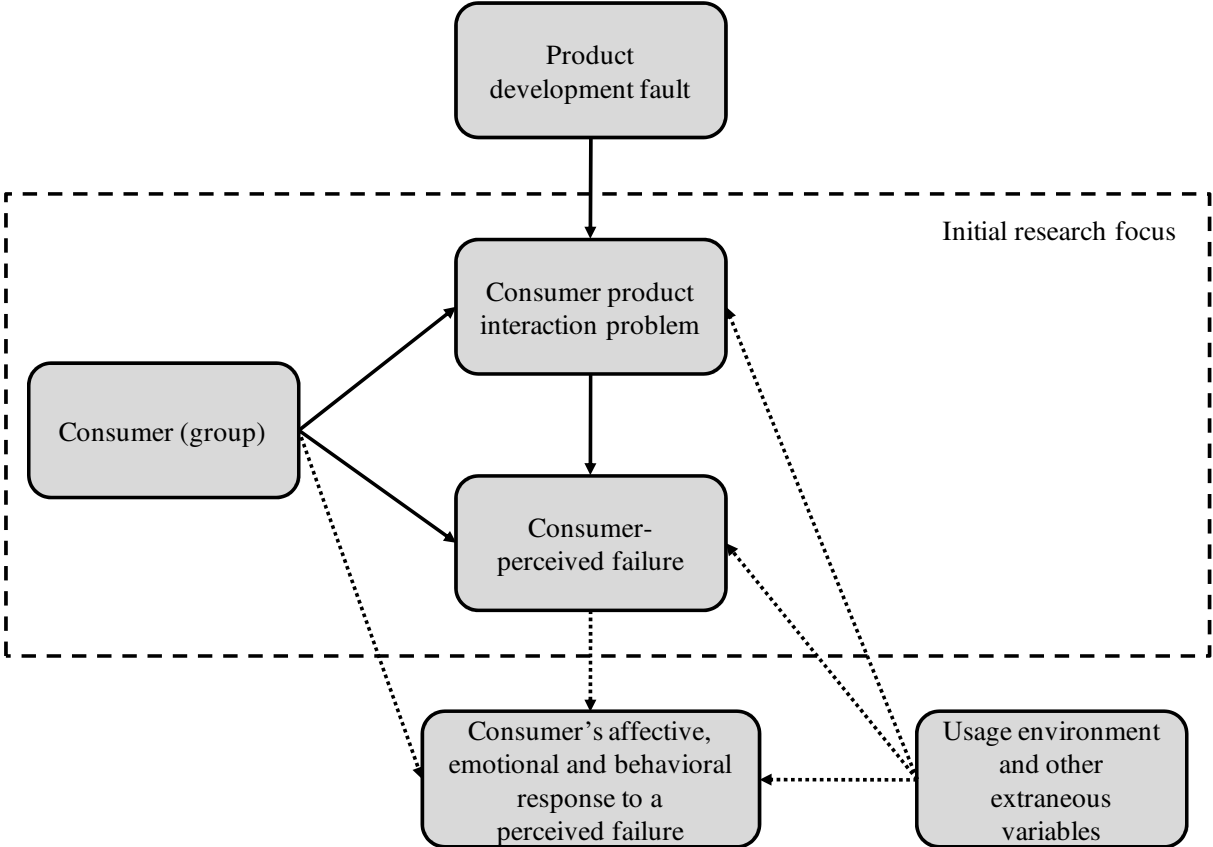 Product
development fault
Initial research focus
Consumer product
interaction problem
Consumer (group)
Consumer-
perceived failure
Consumer’s affective,
emotional and behavioral
response to a
perceived failure
Usage environment
and other
extraneous
variables